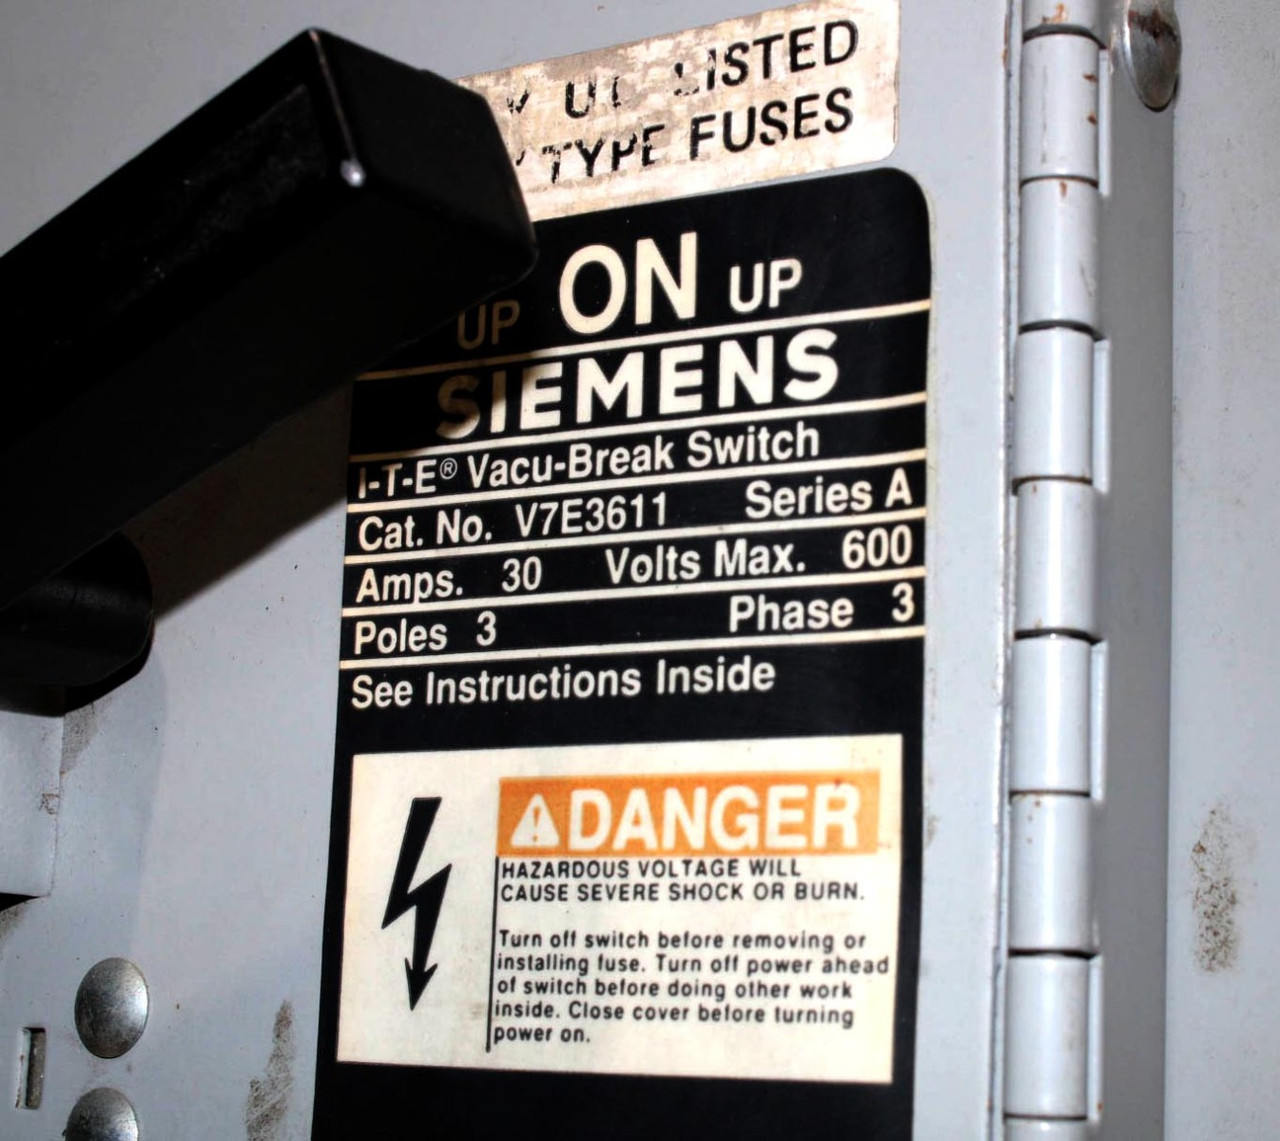 UL LISTED
TYPE FUSES
UP ON UP
SIEMENS
I-T-E® Vacu-Break Switch
Cat. No. V7E3611 Series A
Amps. 30 Volts Max. 600
Poles 3 Phase 3
See Instructions Inside
DANGER
HAZARDOUS VOLTAGE WILL
CAUSE SEVERE SHOCK OR BURN.
Turn off switch before removing or
installing fuse. Turn off power ahead
of switch before doing other work
inside. Close cover before turning
power on.